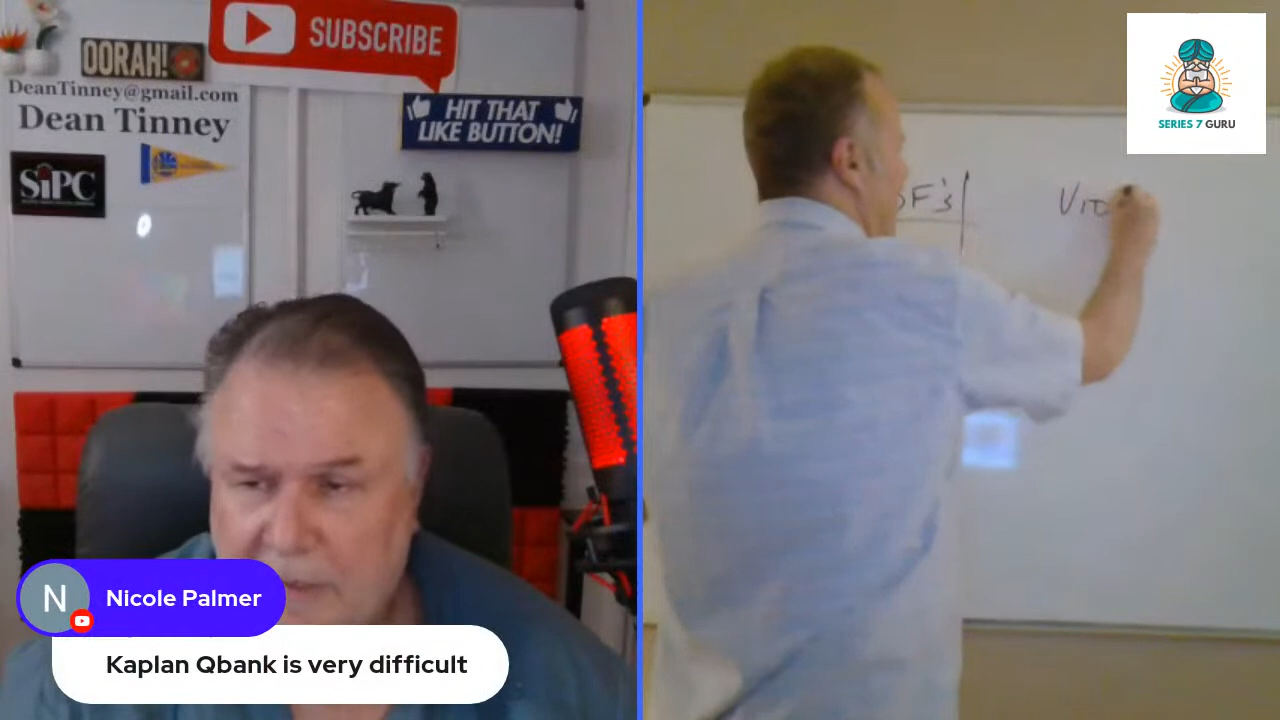 SUBSCRIBE
OORAH!
DeanTinney@gmail.com
Dean Tinney
HIT THAT
LIKE BUTTON!
SiPC
Nicole Palmer
N
Kaplan Qbank is very difficult
SERIES 7 GURU
F's